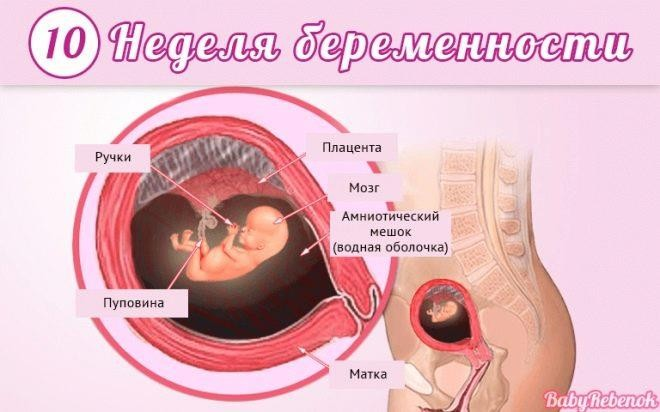 10 Неделя беременности
Ручки
Плацента
Мозг
Амниотический
мешок
(водная оболочка)
Пуповина
Матка
BabyRebenok